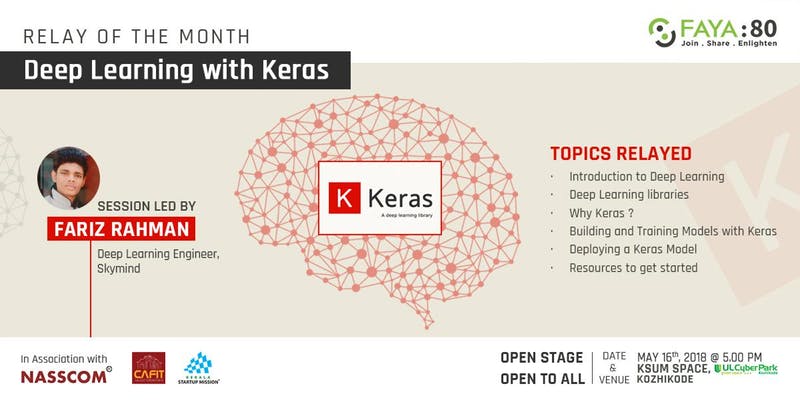 RELAY OF THE MONTH
Deep Learning with Keras
FAYA:80
Join . Share . Enlighten
SESSION LED BY
FARIZ RAHMAN
Deep Learning Engineer,
Skymind
K Keras
A deep learning library
TOPICS RELAYED
· Introduction to Deep Learning
· Deep Learning libraries
· Why Keras ?
· Building and Training Models with Keras
· Deploying a Keras Model
· Resources to get started
In Association with
NASSCOM®
CAFIT
KERALA
STARTUP MISSION
OPEN STAGE
OPEN TO ALL
DATE
&
VENUE
MAY 16th, 2018 @ 5.00 PM
KSUM SPACE,
KOZHIKODE
ULCyberPark